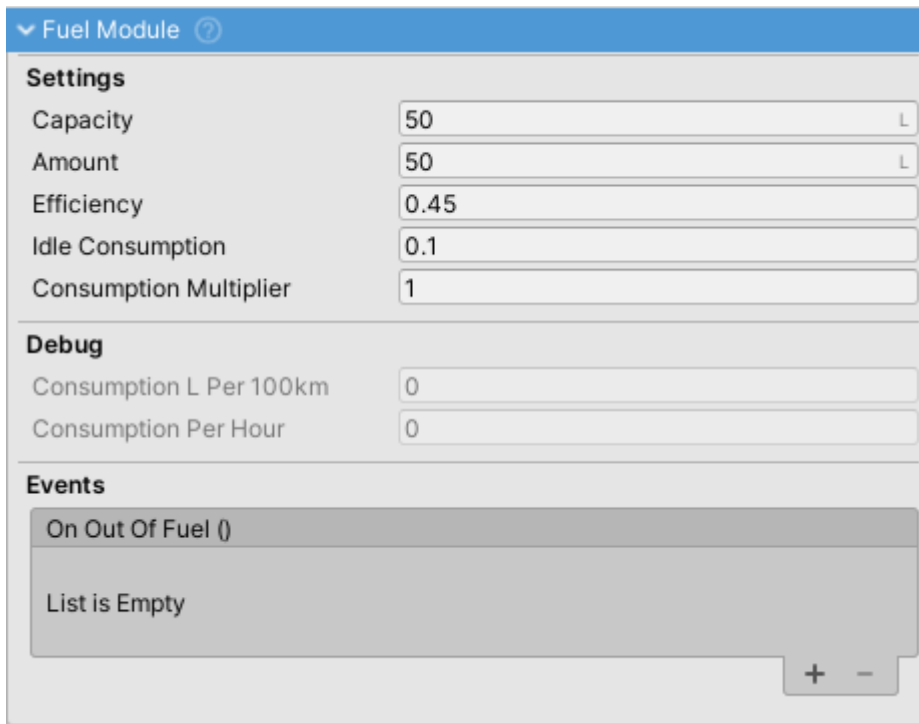 Fuel Module ?
Settings
Capacity 50 L
Amount 50 L
Efficiency 0.45
Idle Consumption 0.1
Consumption Multiplier 1
Debug
Consumption L Per 100km 0
Consumption Per Hour 0
Events
On Out Of Fuel ()
List is Empty
+ −